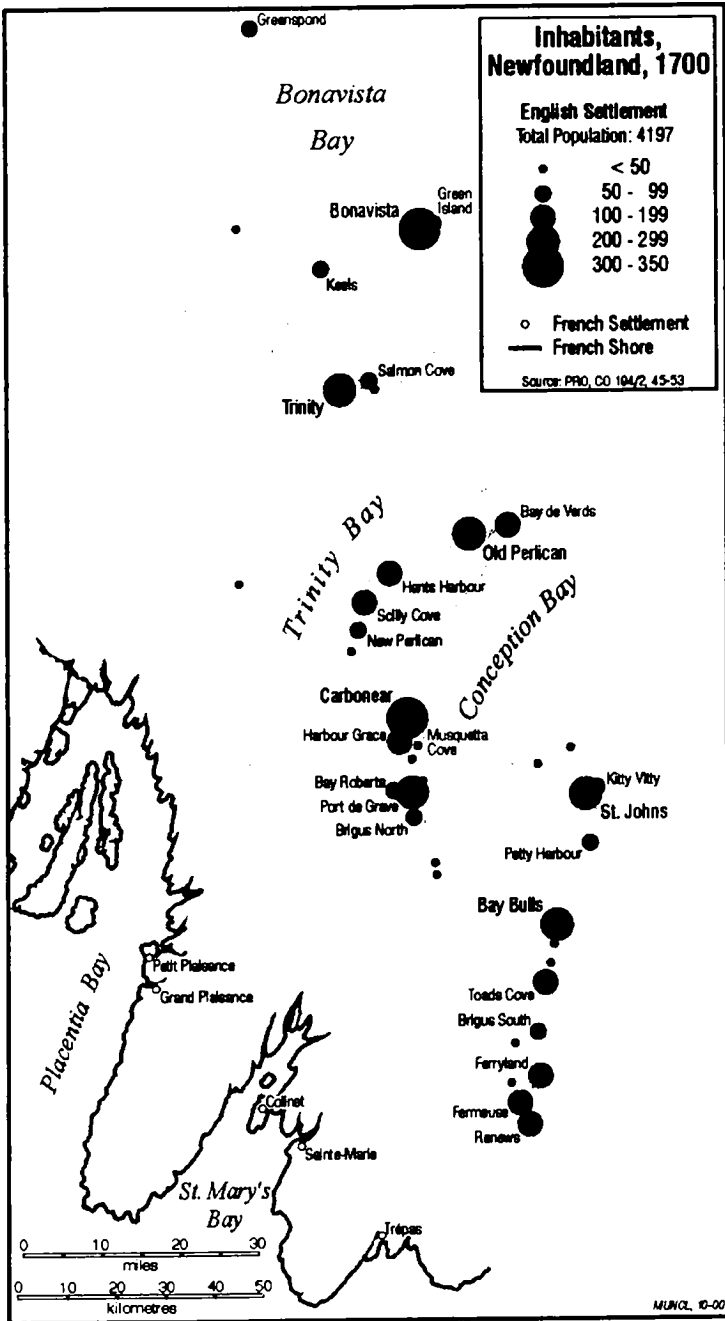 Greenspond
Inhabitants,
Newfoundland, 1700
English Settlement
Total Population: 4197
< 50
50 - 99
100 - 199
200 - 299
300 - 350
French Settlement
French Shore
Source: PRO, CO 194/2, 45-53
Bonavista
Bay
Green
Island
Bonavista
Keels
Salmon Cove
Trinity
Trinity Bay
Bay de Verds
Old Perlican
Hants Harbour
Scilly Cove
New Perlican
Conception Bay
Carbonear
Harbour Grace
Musquetta
Cove
Bay Roberts
Port de Grave
Brigus North
Kitty Vitty
St. Johns
Petty Harbour
Bay Bulls
Toads Cove
Brigus South
Ferryland
Fermeuse
Renews
Placentia Bay
Petit Plaisance
Grand Plaisance
Colinet
Sainte-Marie
St. Mary's
Bay
Trépas
0 10 20 30
miles
0 10 20 30 40 50
kilometres
MUNCL, 10-00